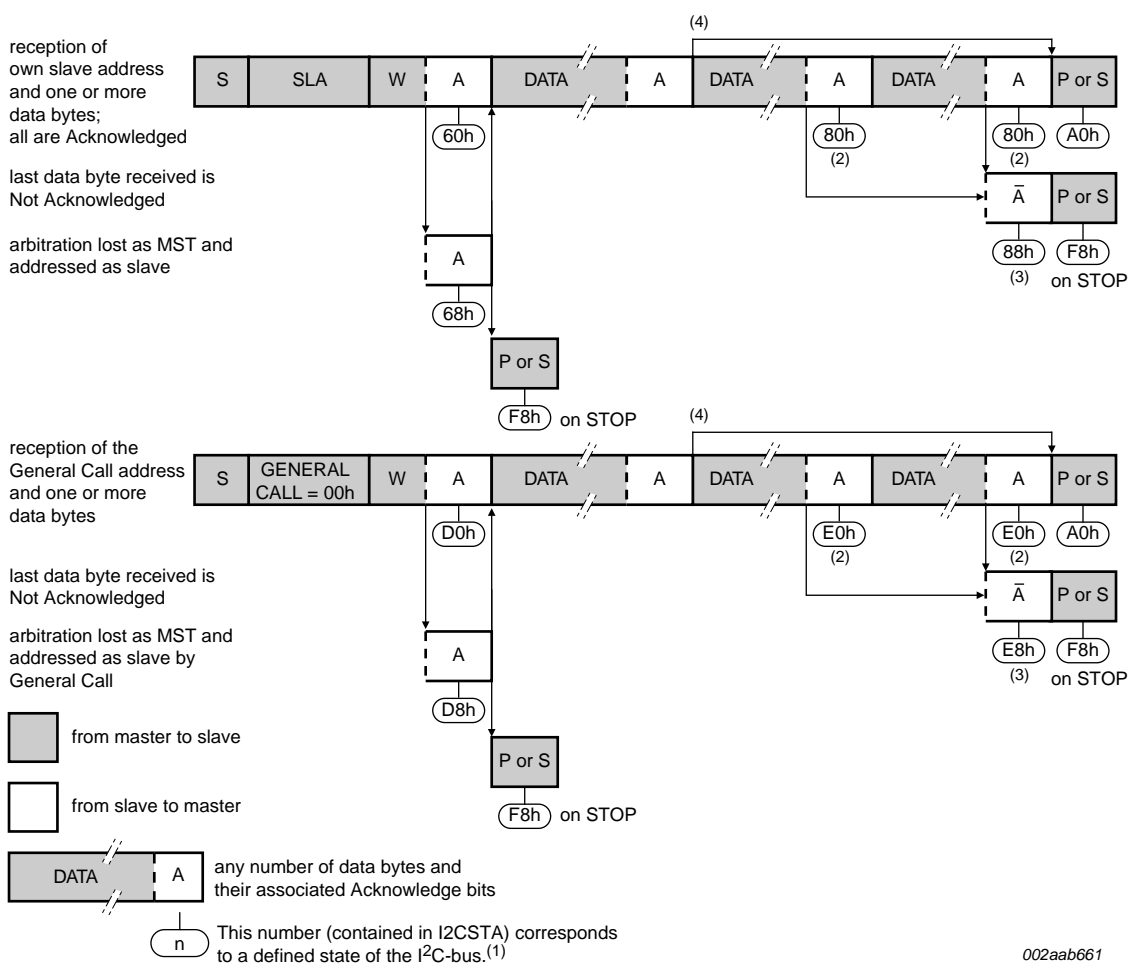 (4)
reception of
own slave address
and one or more
data bytes;
all are Acknowledged
S SLA W A DATA A DATA A DATA A P or S
60h 80h 80h A0h
(2) (2)
last data byte received is
Not Acknowledged
Ā P or S
88h F8h
(3) on STOP
arbitration lost as MST and
addressed as slave
A
68h
P or S
F8h on STOP
(4)
reception of the
General Call address
and one or more
data bytes
S GENERAL CALL = 00h W A DATA A DATA A DATA A P or S
D0h E0h E0h A0h
(2) (2)
last data byte received is
Not Acknowledged
Ā P or S
E8h F8h
(3) on STOP
arbitration lost as MST and
addressed as slave by
General Call
A
D8h
P or S
F8h on STOP
from master to slave
from slave to master
DATA A
any number of data bytes and
their associated Acknowledge bits
n
This number (contained in I2CSTA) corresponds
to a defined state of the I²C-bus.(1)
002aab661